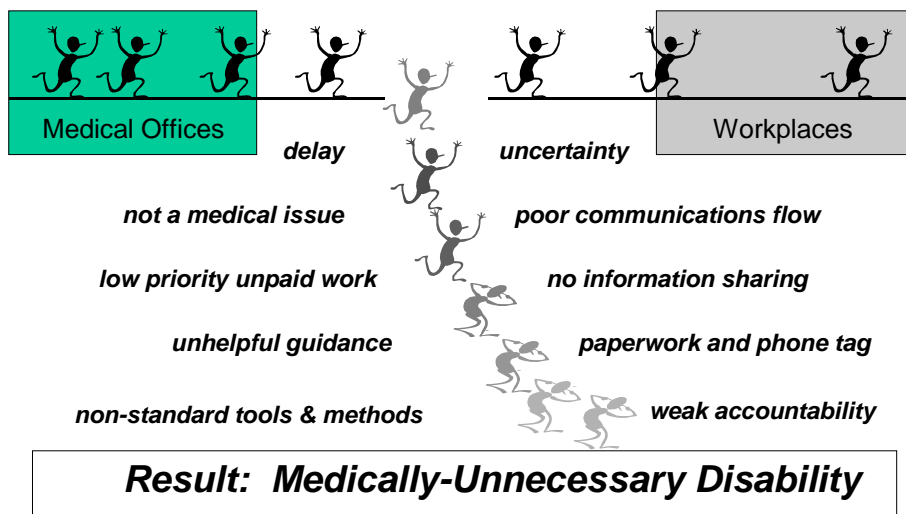 Medical Offices
Workplaces
delay
uncertainty
not a medical issue
poor communications flow
low priority unpaid work
no information sharing
unhelpful guidance
paperwork and phone tag
non-standard tools & methods
weak accountability
Result: Medically-Unnecessary Disability